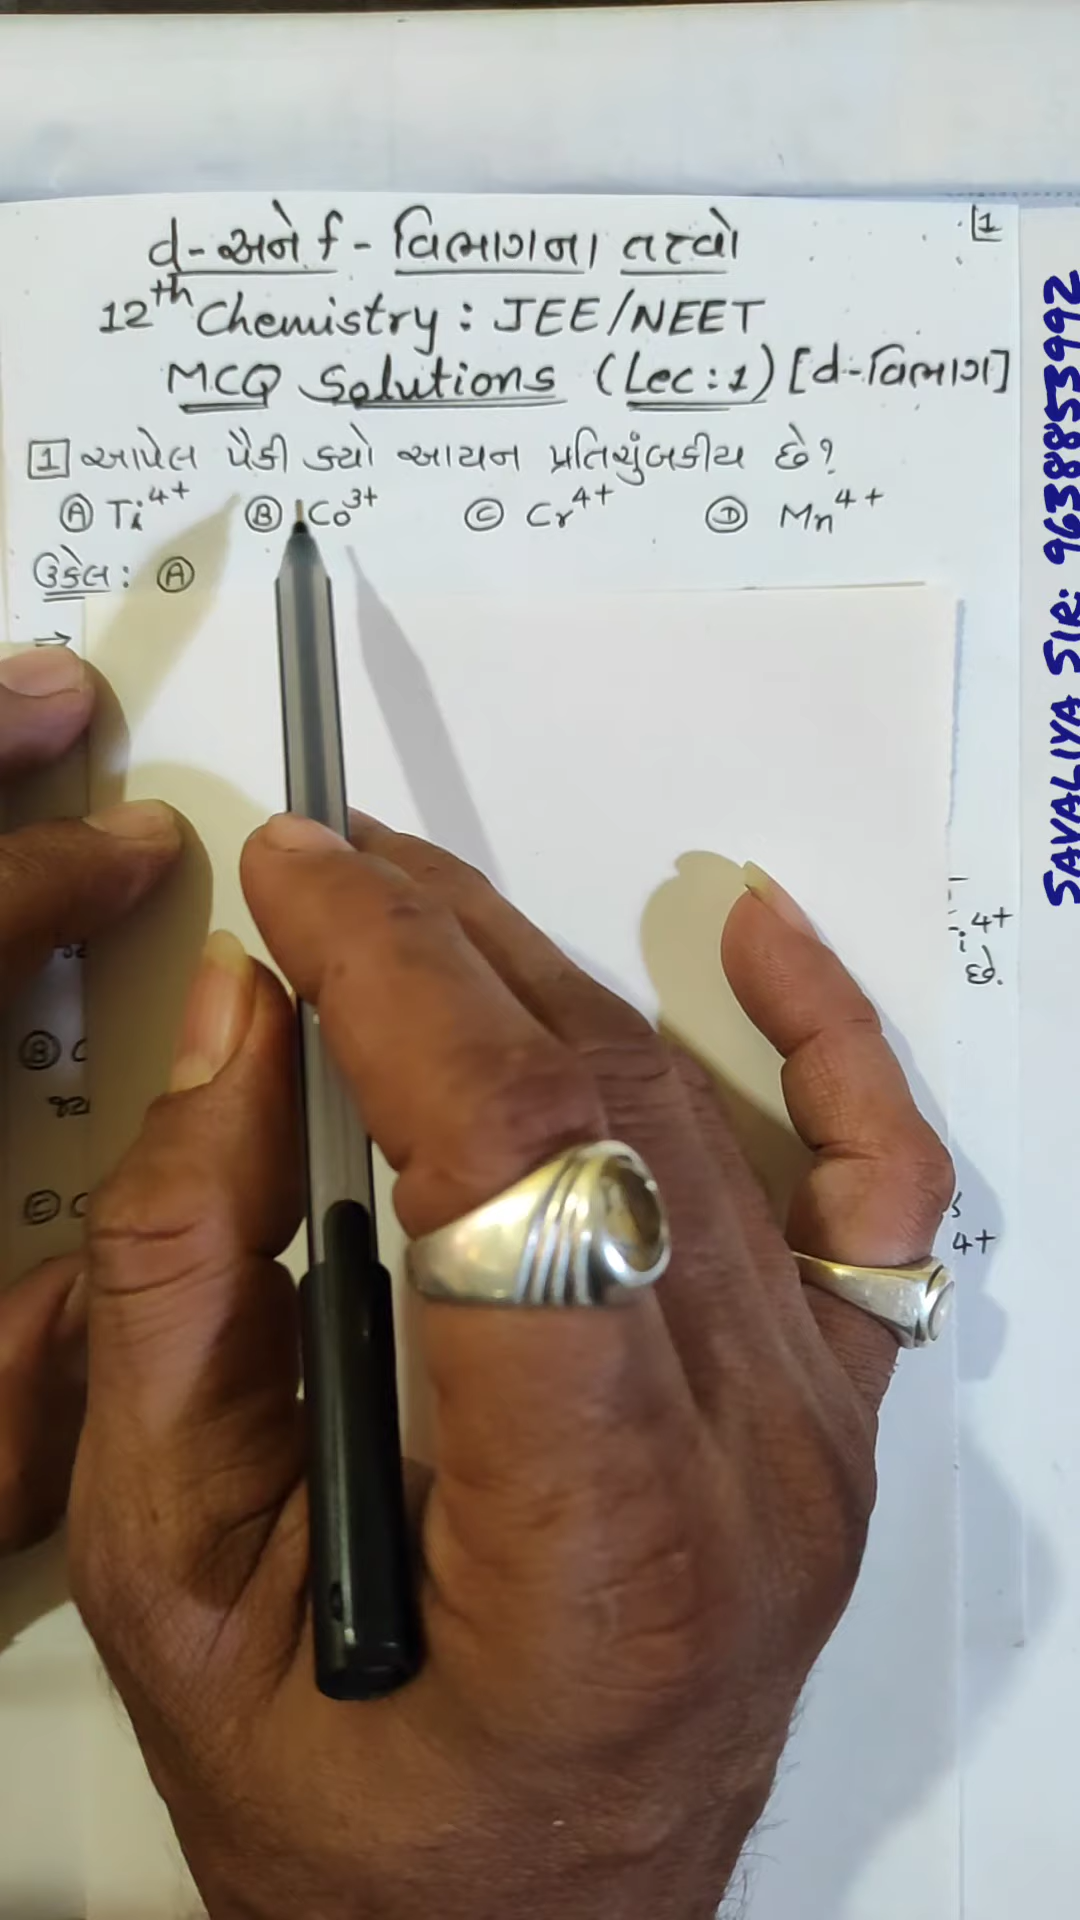 [1
d-અને f - વિભાગના તત્વો
12th Chemistry : JEE/NEET
MCQ Solutions (Lec:1) [d-વિભાગ]
[1] આપેલ પૈકી ક્યો આયન પ્રતિચુંબકીય છે?
(A) Ti4+ (B) Co3+ (C) Cr4+ (D) Mn4+
ઉકેલ : (A)
⇒
4+
છે.
(B) C
(C) C
4+
SAVALIYA SIR: 9638853992